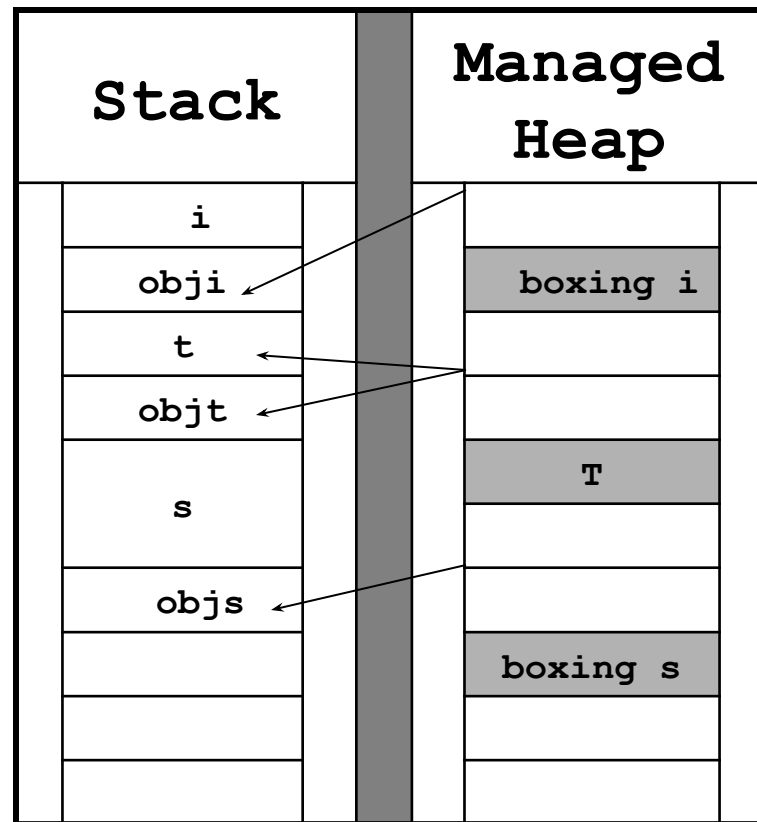 Stack
Managed
Heap
i
obji
t
objt
s
objs
boxing i
T
boxing s